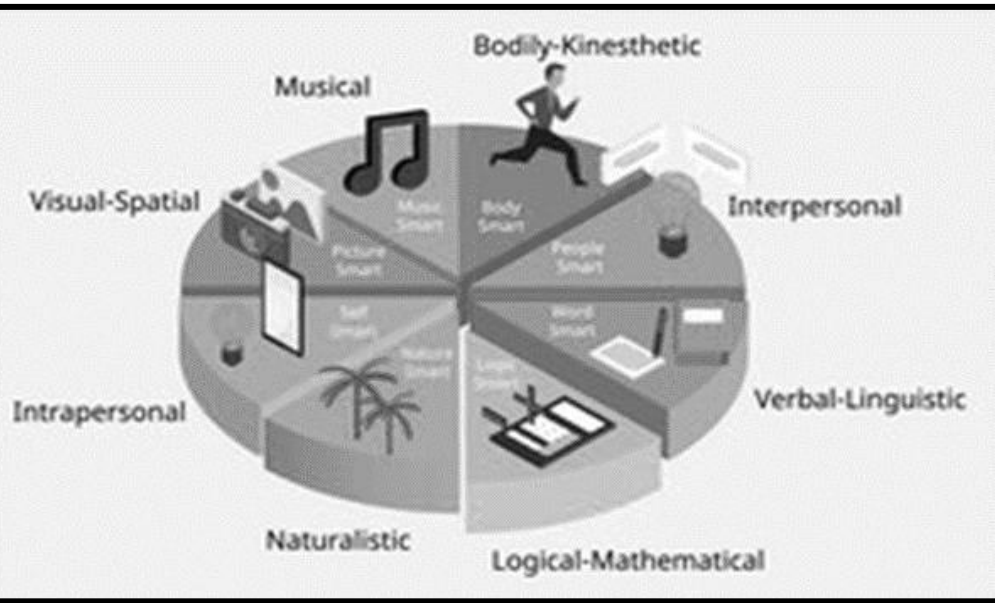 Bodily-Kinesthetic
Musical
Visual-Spatial
Interpersonal
Music
Smart
Body
Smart
People
Smart
Picture
Smart
Self
Smart
Word
Smart
Nature
Smart
Logic
Smart
Intrapersonal
Verbal-Linguistic
Naturalistic
Logical-Mathematical